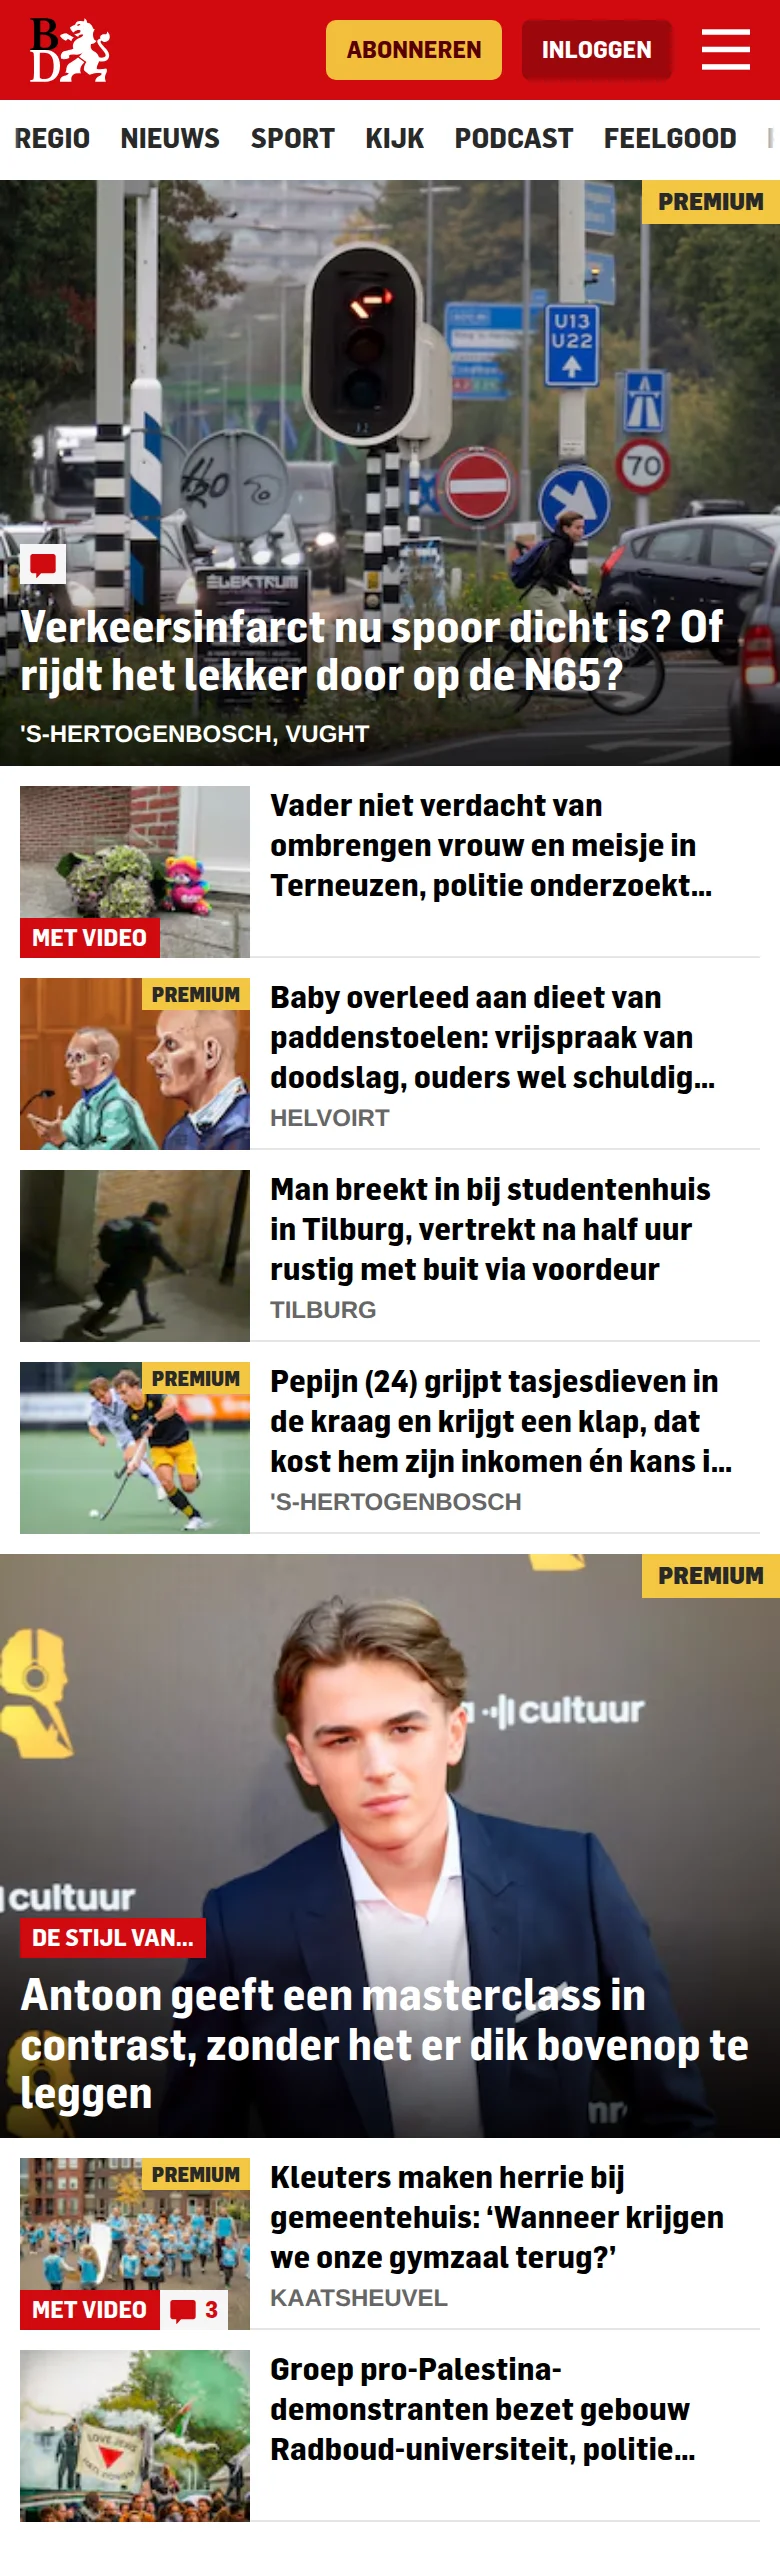 B
D
ABONNEREN
INLOGGEN
REGIO NIEUWS SPORT KIJK PODCAST FEELGOOD
PREMIUM
U13
U22
70
ELEKTRUM
Verkeersinfarct nu spoor dicht is? Of
rijdt het lekker door op de N65?
'S-HERTOGENBOSCH, VUGHT
Vader niet verdacht van
ombrengen vrouw en meisje in
Terneuzen, politie onderzoekt...
MET VIDEO
PREMIUM
Baby overleed aan dieet van
paddenstoelen: vrijspraak van
doodslag, ouders wel schuldig...
HELVOIRT
Man breekt in bij studentenhuis
in Tilburg, vertrekt na half uur
rustig met buit via voordeur
TILBURG
PREMIUM
Pepijn (24) grijpt tasjesdieven in
de kraag en krijgt een klap, dat
kost hem zijn inkomen én kans i...
'S-HERTOGENBOSCH
PREMIUM
cultuur
cultuur
DE STIJL VAN...
Antoon geeft een masterclass in
contrast, zonder het er dik bovenop te
leggen
PREMIUM
Kleuters maken herrie bij
gemeentehuis: ‘Wanneer krijgen
we onze gymzaal terug?’
KAATSHEUVEL
MET VIDEO
3
Groep pro-Palestina-
demonstranten bezet gebouw
Radboud-universiteit, politie...